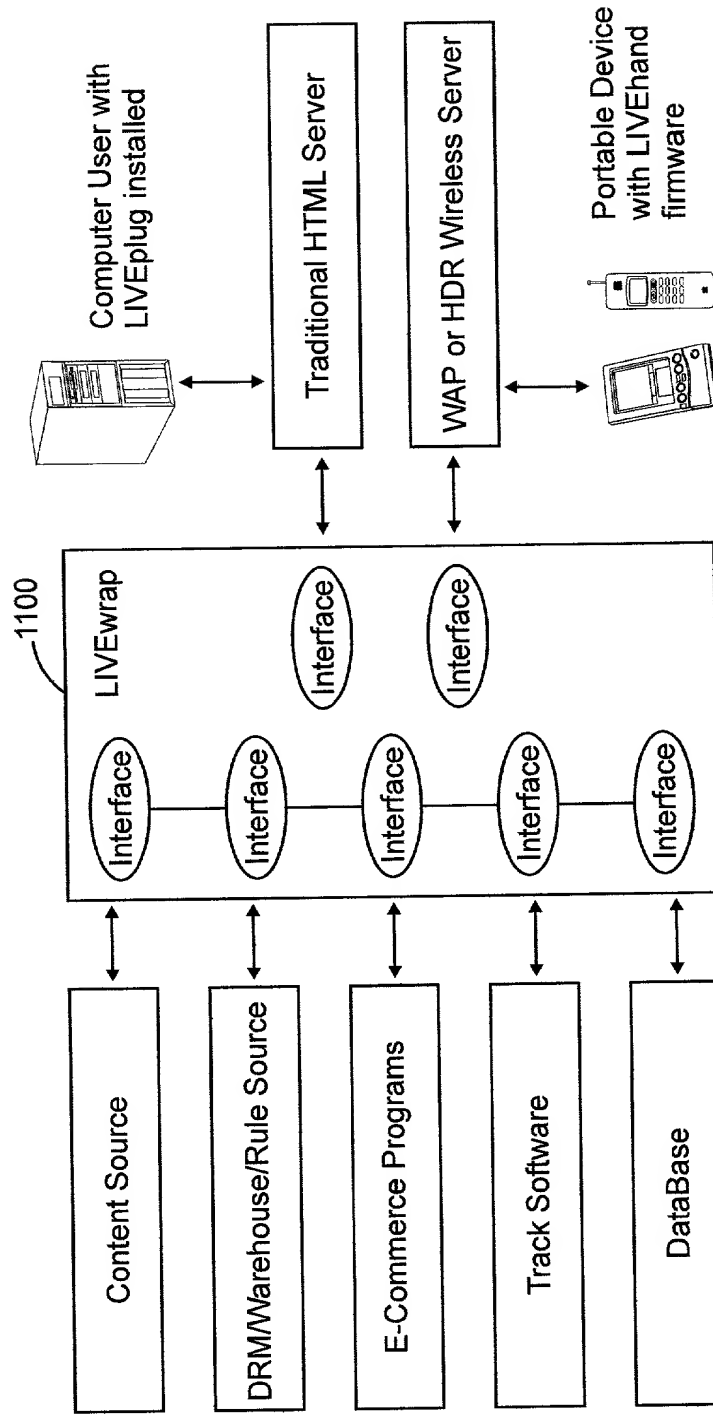 1100
LIVEwrap
Content Source
DRM/Warehouse/Rule Source
E-Commerce Programs
Track Software
DataBase
Interface
Interface
Interface
Interface
Interface
Interface
Interface
Computer User with
LIVEplug installed
Traditional HTML Server
WAP or HDR Wireless Server
Portable Device
with LIVEhand
firmware